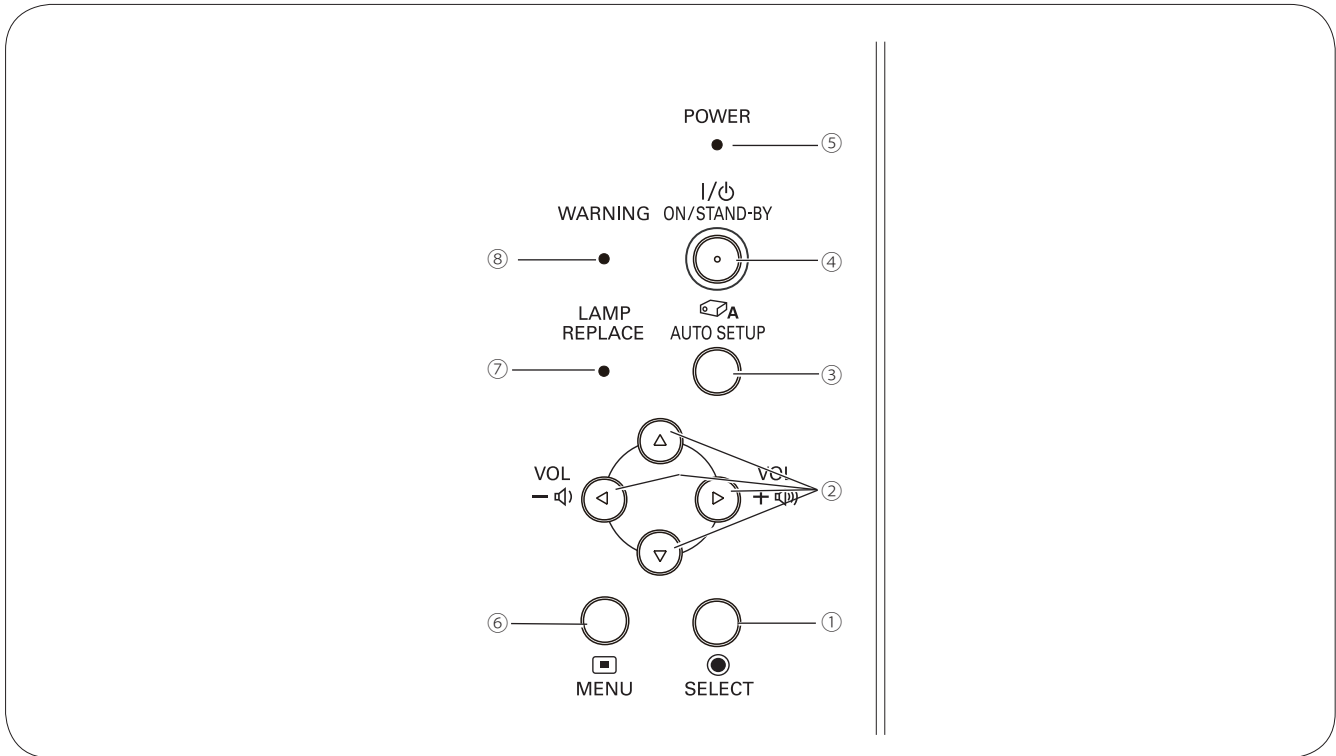 POWER
⑤
I/⏻
WARNING ON/STAND-BY
⑧
④
LAMP
REPLACE
A
AUTO SETUP
⑦
③
VOL
−
VOL
+
②
⑥
①
MENU
SELECT